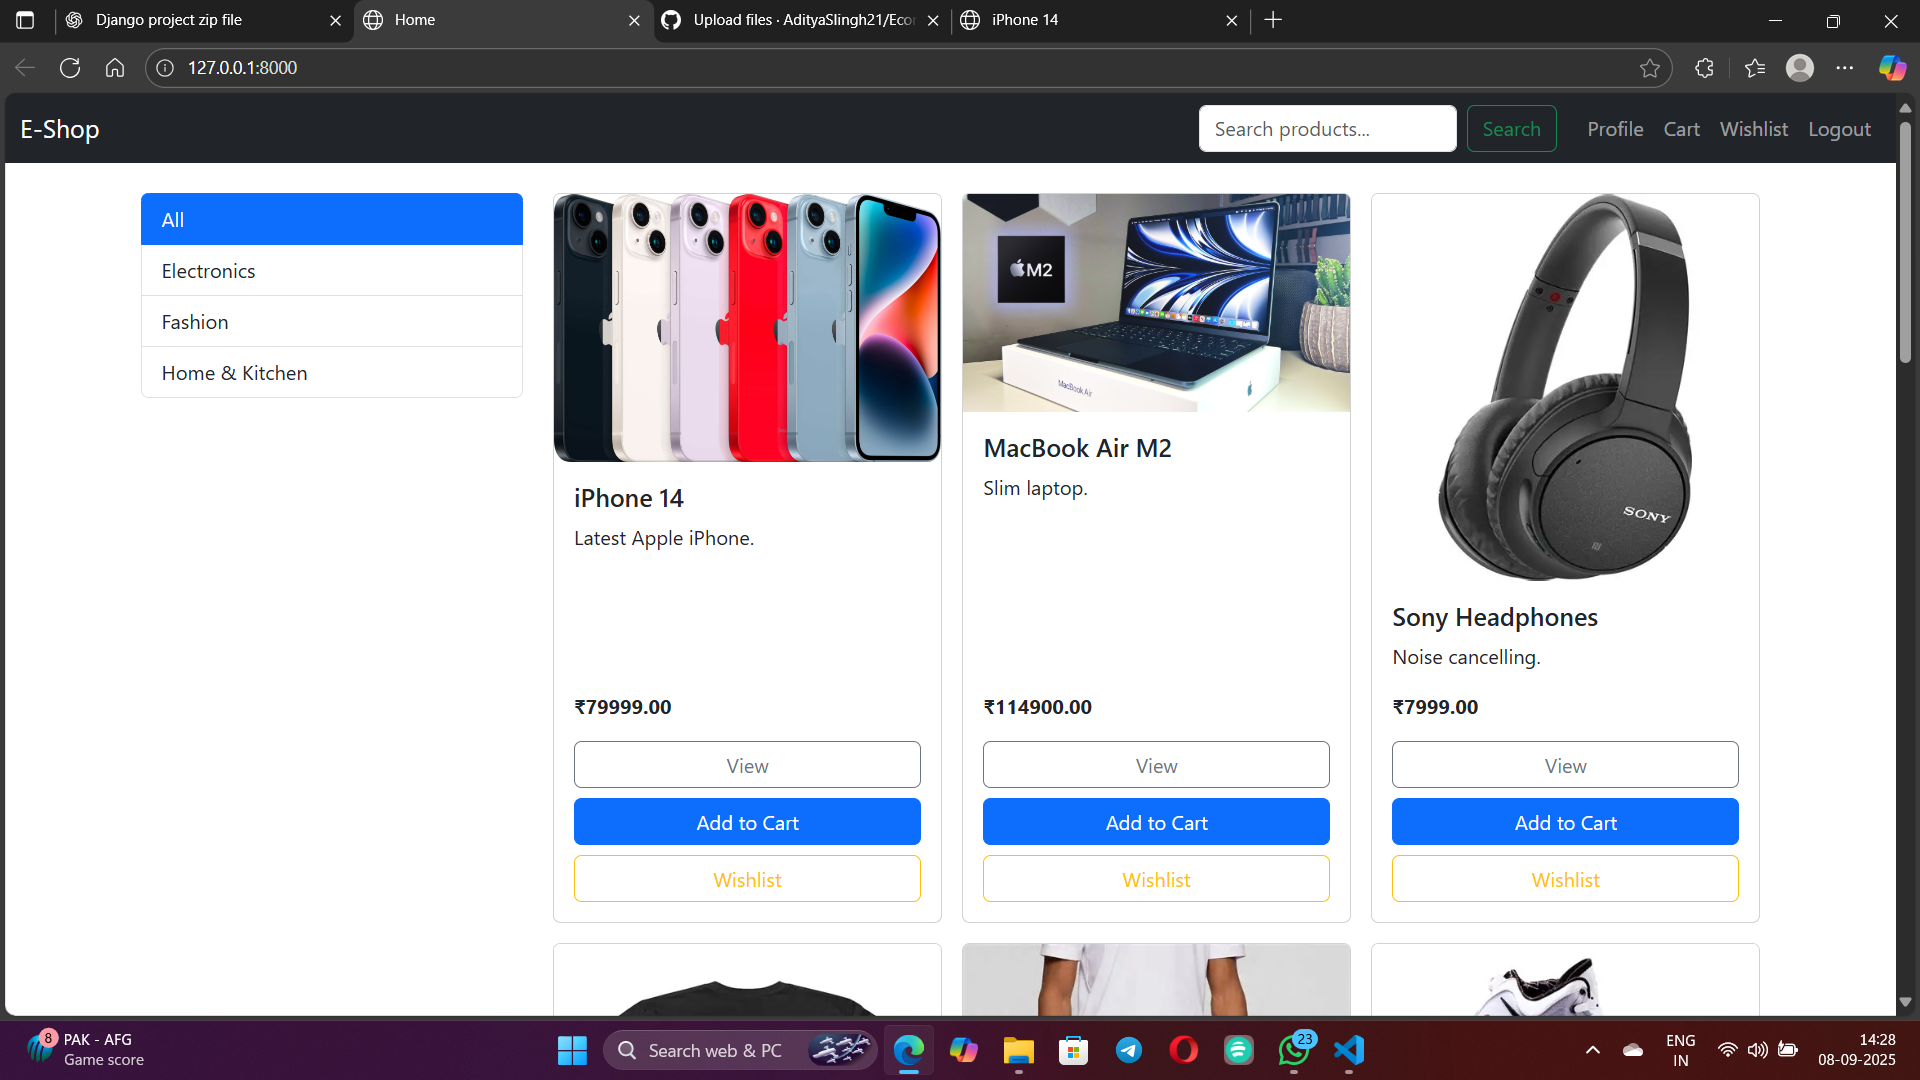 Django project zip file
Home
Upload files · AdityaSlingh21/Ecor
iPhone 14
127.0.0.1:8000
E-Shop
Search products...
Search
Profile
Cart
Wishlist
Logout
All
Electronics
Fashion
Home & Kitchen
M2
MacBook Air
SONY
iPhone 14
Latest Apple iPhone.
₹79999.00
View
Add to Cart
Wishlist
MacBook Air M2
Slim laptop.
₹114900.00
View
Add to Cart
Wishlist
Sony Headphones
Noise cancelling.
₹7999.00
View
Add to Cart
Wishlist
8
PAK - AFG
Game score
Search web & PC
23
ENG
IN
14:28
08-09-2025